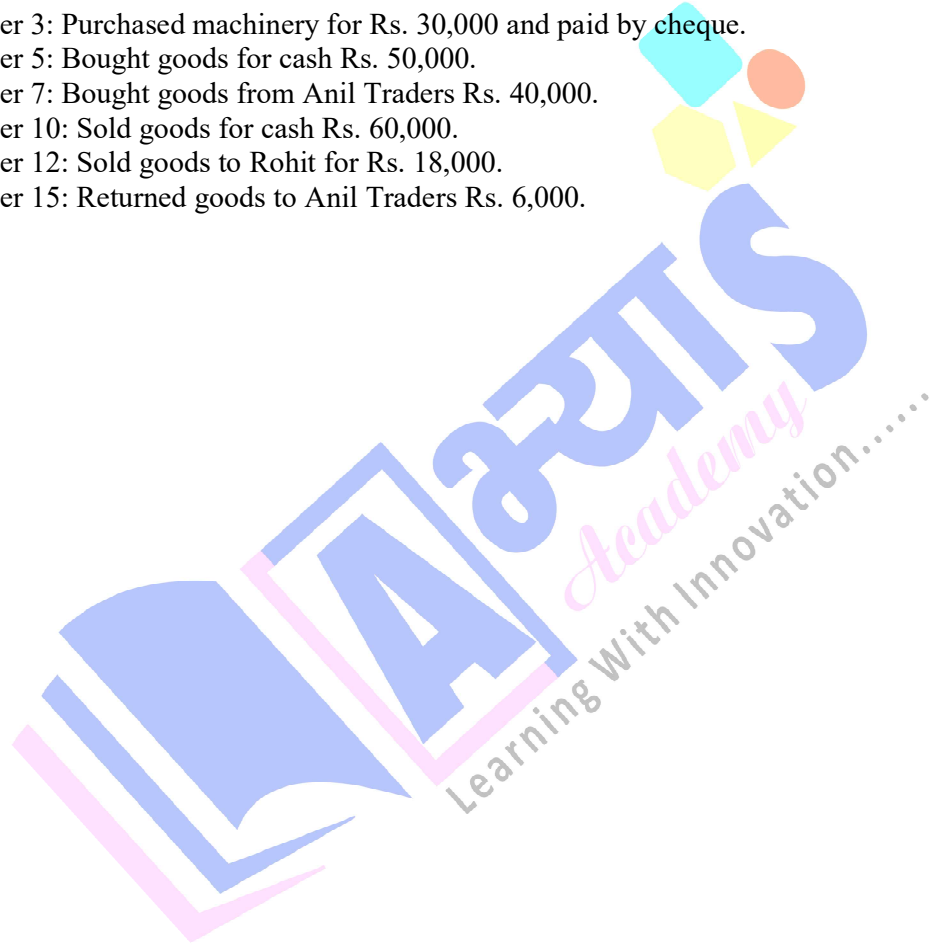 er 3: Purchased machinery for Rs. 30,000 and paid by cheque.
er 5: Bought goods for cash Rs. 50,000.
er 7: Bought goods from Anil Traders Rs. 40,000.
er 10: Sold goods for cash Rs. 60,000.
er 12: Sold goods to Rohit for Rs. 18,000.
er 15: Returned goods to Anil Traders Rs. 6,000.
Aभ्याS
Academy
Learning With Innovation......